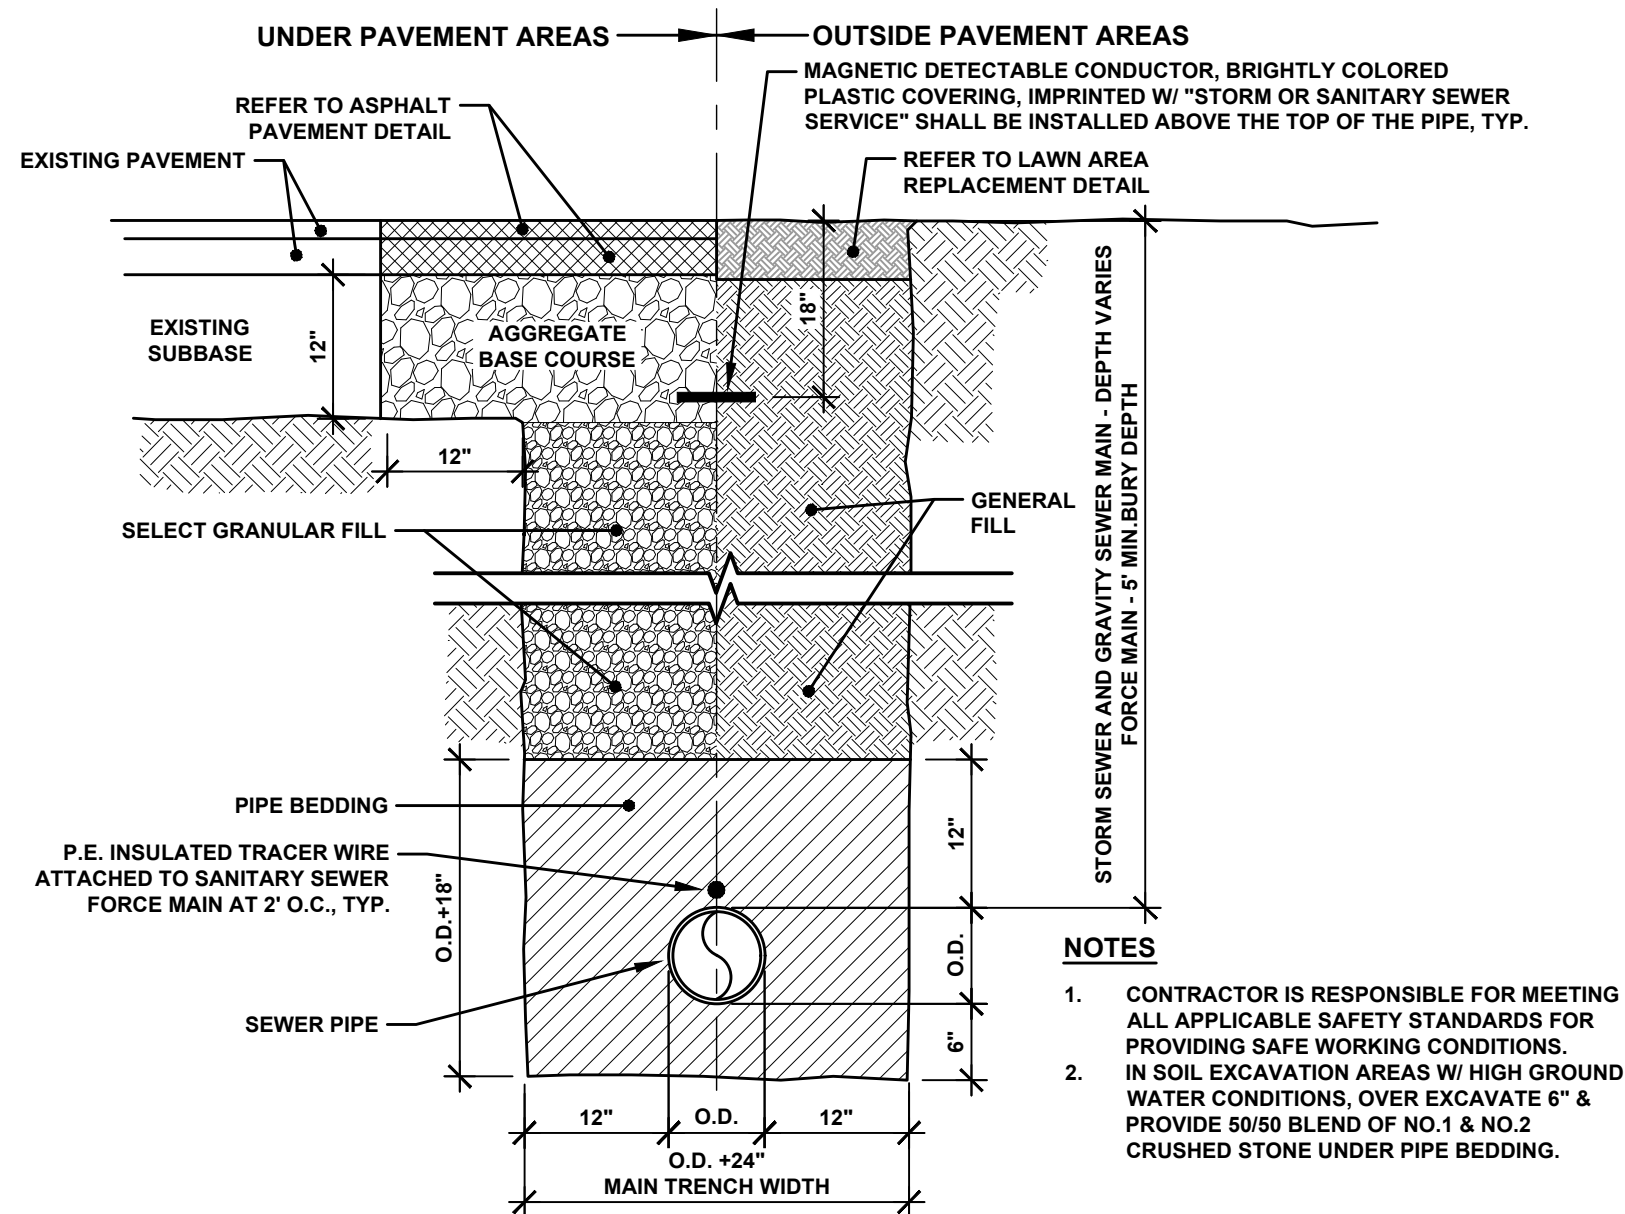 UNDER PAVEMENT AREAS
OUTSIDE PAVEMENT AREAS
MAGNETIC DETECTABLE CONDUCTOR, BRIGHTLY COLORED
PLASTIC COVERING, IMPRINTED W/ "STORM OR SANITARY SEWER
SERVICE" SHALL BE INSTALLED ABOVE THE TOP OF THE PIPE, TYP.
REFER TO ASPHALT
PAVEMENT DETAIL
EXISTING PAVEMENT
REFER TO LAWN AREA
REPLACEMENT DETAIL
EXISTING
SUBBASE
12"
AGGREGATE
BASE COURSE
18"
12"
SELECT GRANULAR FILL
GENERAL
FILL
STORM SEWER AND GRAVITY SEWER MAIN - DEPTH VARIES
FORCE MAIN - 5' MIN.BURY DEPTH
PIPE BEDDING
P.E. INSULATED TRACER WIRE
ATTACHED TO SANITARY SEWER
FORCE MAIN AT 2' O.C., TYP.
O.D.+18"
12"
O.D.
6"
SEWER PIPE
12"
O.D.
12"
O.D. +24"
MAIN TRENCH WIDTH
NOTES
1. CONTRACTOR IS RESPONSIBLE FOR MEETING
ALL APPLICABLE SAFETY STANDARDS FOR
PROVIDING SAFE WORKING CONDITIONS.
2. IN SOIL EXCAVATION AREAS W/ HIGH GROUND
WATER CONDITIONS, OVER EXCAVATE 6" &
PROVIDE 50/50 BLEND OF NO.1 & NO.2
CRUSHED STONE UNDER PIPE BEDDING.